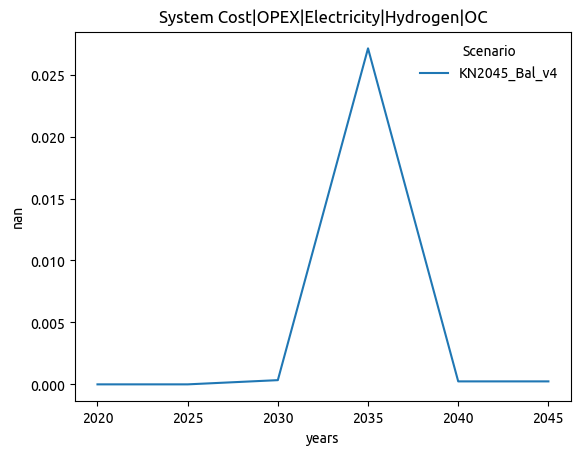 System Cost|OPEX|Electricity|Hydrogen|OC
Scenario
KN2045_Bal_v4
0.025
0.020
0.015
0.010
0.005
0.000
nan
2020 2025 2030 2035 2040 2045
years